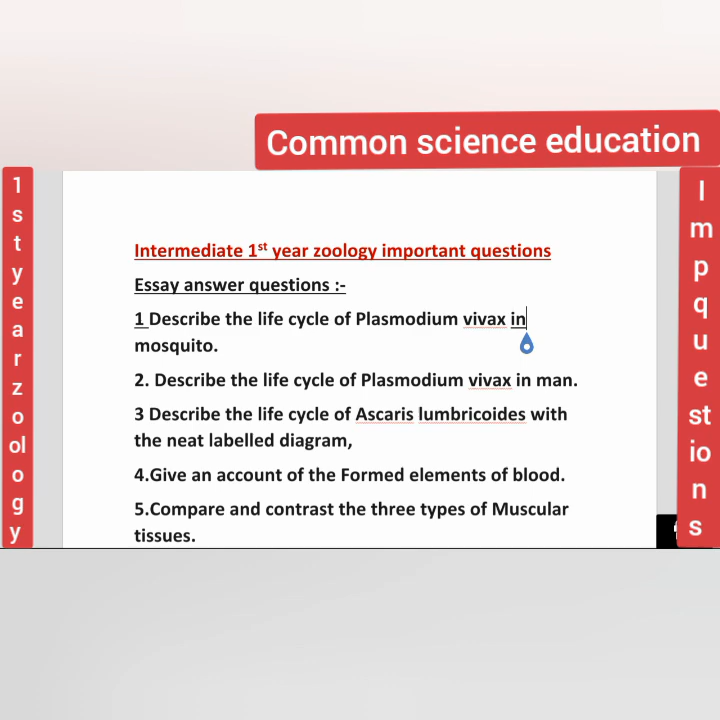 Common science education
1st year zoology
Imp questions
Intermediate 1st year zoology important questions
Essay answer questions :-
1 Describe the life cycle of Plasmodium vivax in
mosquito.
2. Describe the life cycle of Plasmodium vivax in man.
3 Describe the life cycle of Ascaris lumbricoides with
the neat labelled diagram,
4.Give an account of the Formed elements of blood.
5.Compare and contrast the three types of Muscular
tissues.